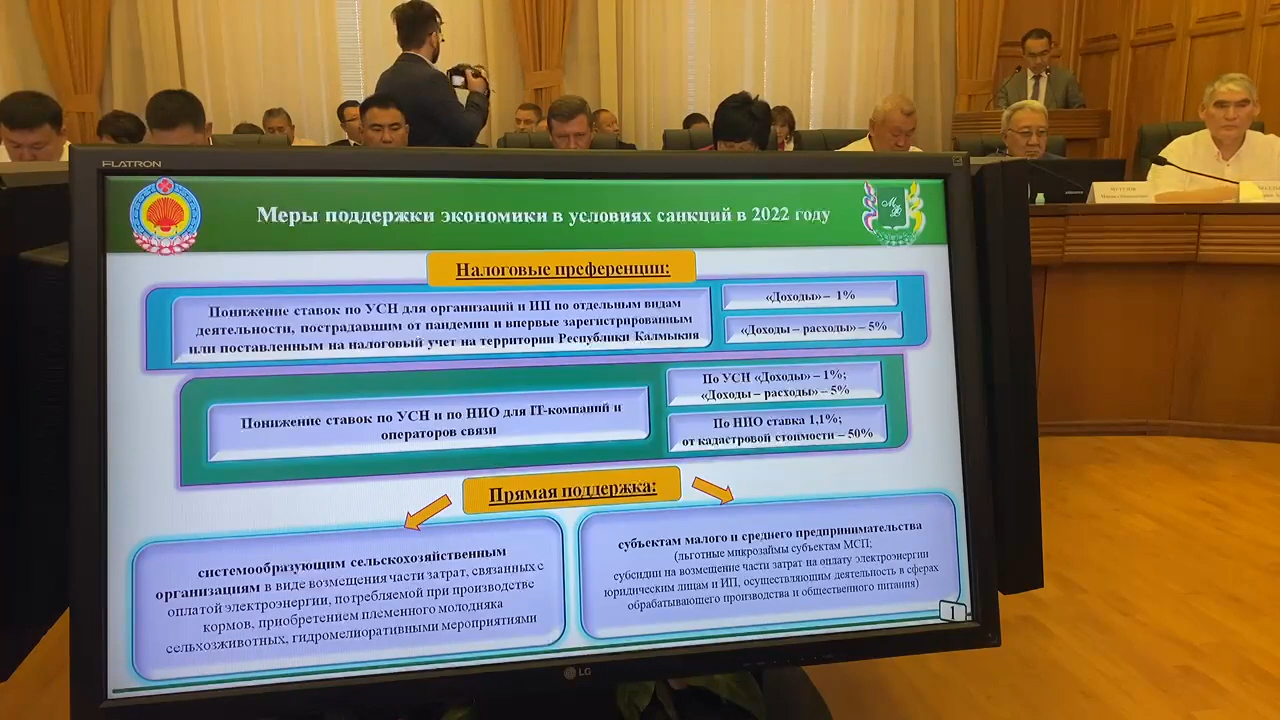 FLATRON
Меры поддержки экономики в условиях санкций в 2022 году
Налоговые преференции:
Понижение ставок по УСН для организаций и ИП по отдельным видам
деятельности, пострадавшим от пандемии и впервые зарегистрированным
или поставленным на налоговый учет на территории Республики Калмыкия
«Доходы» – 1%
«Доходы – расходы» – 5%
Понижение ставок по УСН и по НИО для IT-компаний и
операторов связи
По УСН «Доходы» – 1%;
«Доходы – расходы» – 5%
По НИО ставка 1,1%;
от кадастровой стоимости – 50%
Прямая поддержка:
системообразующим сельскохозяйственным
организациям в виде возмещения части затрат, связанных с
оплатой электроэнергии, потребляемой при производстве
кормов, приобретением племенного молодняка
сельхозживотных, гидромелиоративными мероприятиями
субъектам малого и среднего предпринимательства
(льготные микрозаймы субъектам МСП;
субсидии на возмещение части затрат на оплату электроэнергии
юридическим лицам и ИП, осуществляющим деятельность в сферах
обрабатывающего производства и общественного питания)
1
LG